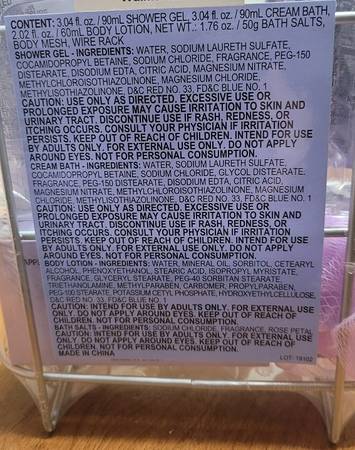 CONTENT: 3.04 fl. oz. / 90mL SHOWER GEL, 3.04 fl. oz. / 90mL CREAM BATH,
2.02 fl. oz. / 60mL BODY LOTION, NET WT.: 1.76 oz. / 50g BATH SALTS,
BODY MESH, WIRE RACK
SHOWER GEL - INGREDIENTS: WATER, SODIUM LAURETH SULFATE,
COCAMIDOPROPYL BETAINE, SODIUM CHLORIDE, FRAGRANCE, PEG-150
DISTEARATE, DISODIUM EDTA, CITRIC ACID, MAGNESIUM NITRATE,
METHYLCHLOROISOTHIAZOLINONE, MAGNESIUM CHLORIDE,
METHYLISOTHIAZOLINONE, D&C RED NO. 33, FD&C BLUE NO. 1
CAUTION: USE ONLY AS DIRECTED. EXCESSIVE USE OR
PROLONGED EXPOSURE MAY CAUSE IRRITATION TO SKIN AND
URINARY TRACT. DISCONTINUE USE IF RASH, REDNESS, OR
ITCHING OCCURS. CONSULT YOUR PHYSICIAN IF IRRITATION
PERSISTS. KEEP OUT OF REACH OF CHILDREN. INTEND FOR USE
BY ADULTS ONLY. FOR EXTERNAL USE ONLY. DO NOT APPLY
AROUND EYES. NOT FOR PERSONAL CONSUMPTION.
CREAM BATH - INGREDIENTS: WATER, SODIUM LAURETH SULFATE,
COCAMIDOPROPYL BETAINE, SODIUM CHLORIDE, GLYCOL DISTEARATE,
FRAGRANCE, PEG-150 DISTEARATE, DISODIUM EDTA, CITRIC ACID,
MAGNESIUM NITRATE, METHYLCHLOROISOTHIAZOLINONE, MAGNESIUM
CHLORIDE, METHYLISOTHIAZOLINONE, D&C RED NO. 33, FD&C BLUE NO. 1
CAUTION: USE ONLY AS DIRECTED. EXCESSIVE USE OR
PROLONGED EXPOSURE MAY CAUSE IRRITATION TO SKIN AND
URINARY TRACT. DISCONTINUE USE IF RASH, REDNESS, OR
ITCHING OCCURS. CONSULT YOUR PHYSICIAN IF IRRITATION
PERSISTS. KEEP OUT OF REACH OF CHILDREN. INTEND FOR USE
BY ADULTS ONLY. FOR EXTERNAL USE ONLY. DO NOT APPLY
AROUND EYES. NOT FOR PERSONAL CONSUMPTION.
BODY LOTION - INGREDIENTS: WATER, MINERAL OIL, SORBITOL, CETEARYL
ALCOHOL, PHENOXYETHANOL, STEARIC ACID, ISOPROPYL MYRISTATE,
FRAGRANCE, GLYCERYL STEARATE, PEG-40 SORBITAN STEARATE,
TRIETHANOLAMINE, METHYLPARABEN, CARBOMER, PROPYLPARABEN,
PEG-100 STEARATE, POTASSIUM CETYL PHOSPHATE, HYDROXYETHYLCELLULOSE,
D&C RED NO. 33, FD&C BLUE NO. 1
CAUTION: INTEND FOR USE BY ADULTS ONLY. FOR EXTERNAL USE
ONLY. DO NOT APPLY AROUND EYES. KEEP OUT OF REACH OF
CHILDREN. NOT FOR PERSONAL CONSUMPTION.
BATH SALTS - INGREDIENTS: SODIUM CHLORIDE, FRAGRANCE, ROSE PETAL
CAUTION: INTEND FOR USE BY ADULTS ONLY. FOR EXTERNAL USE
ONLY. DO NOT APPLY AROUND EYES. KEEP OUT OF REACH OF
CHILDREN. NOT FOR PERSONAL CONSUMPTION.
MADE IN CHINA
LOT: 19102